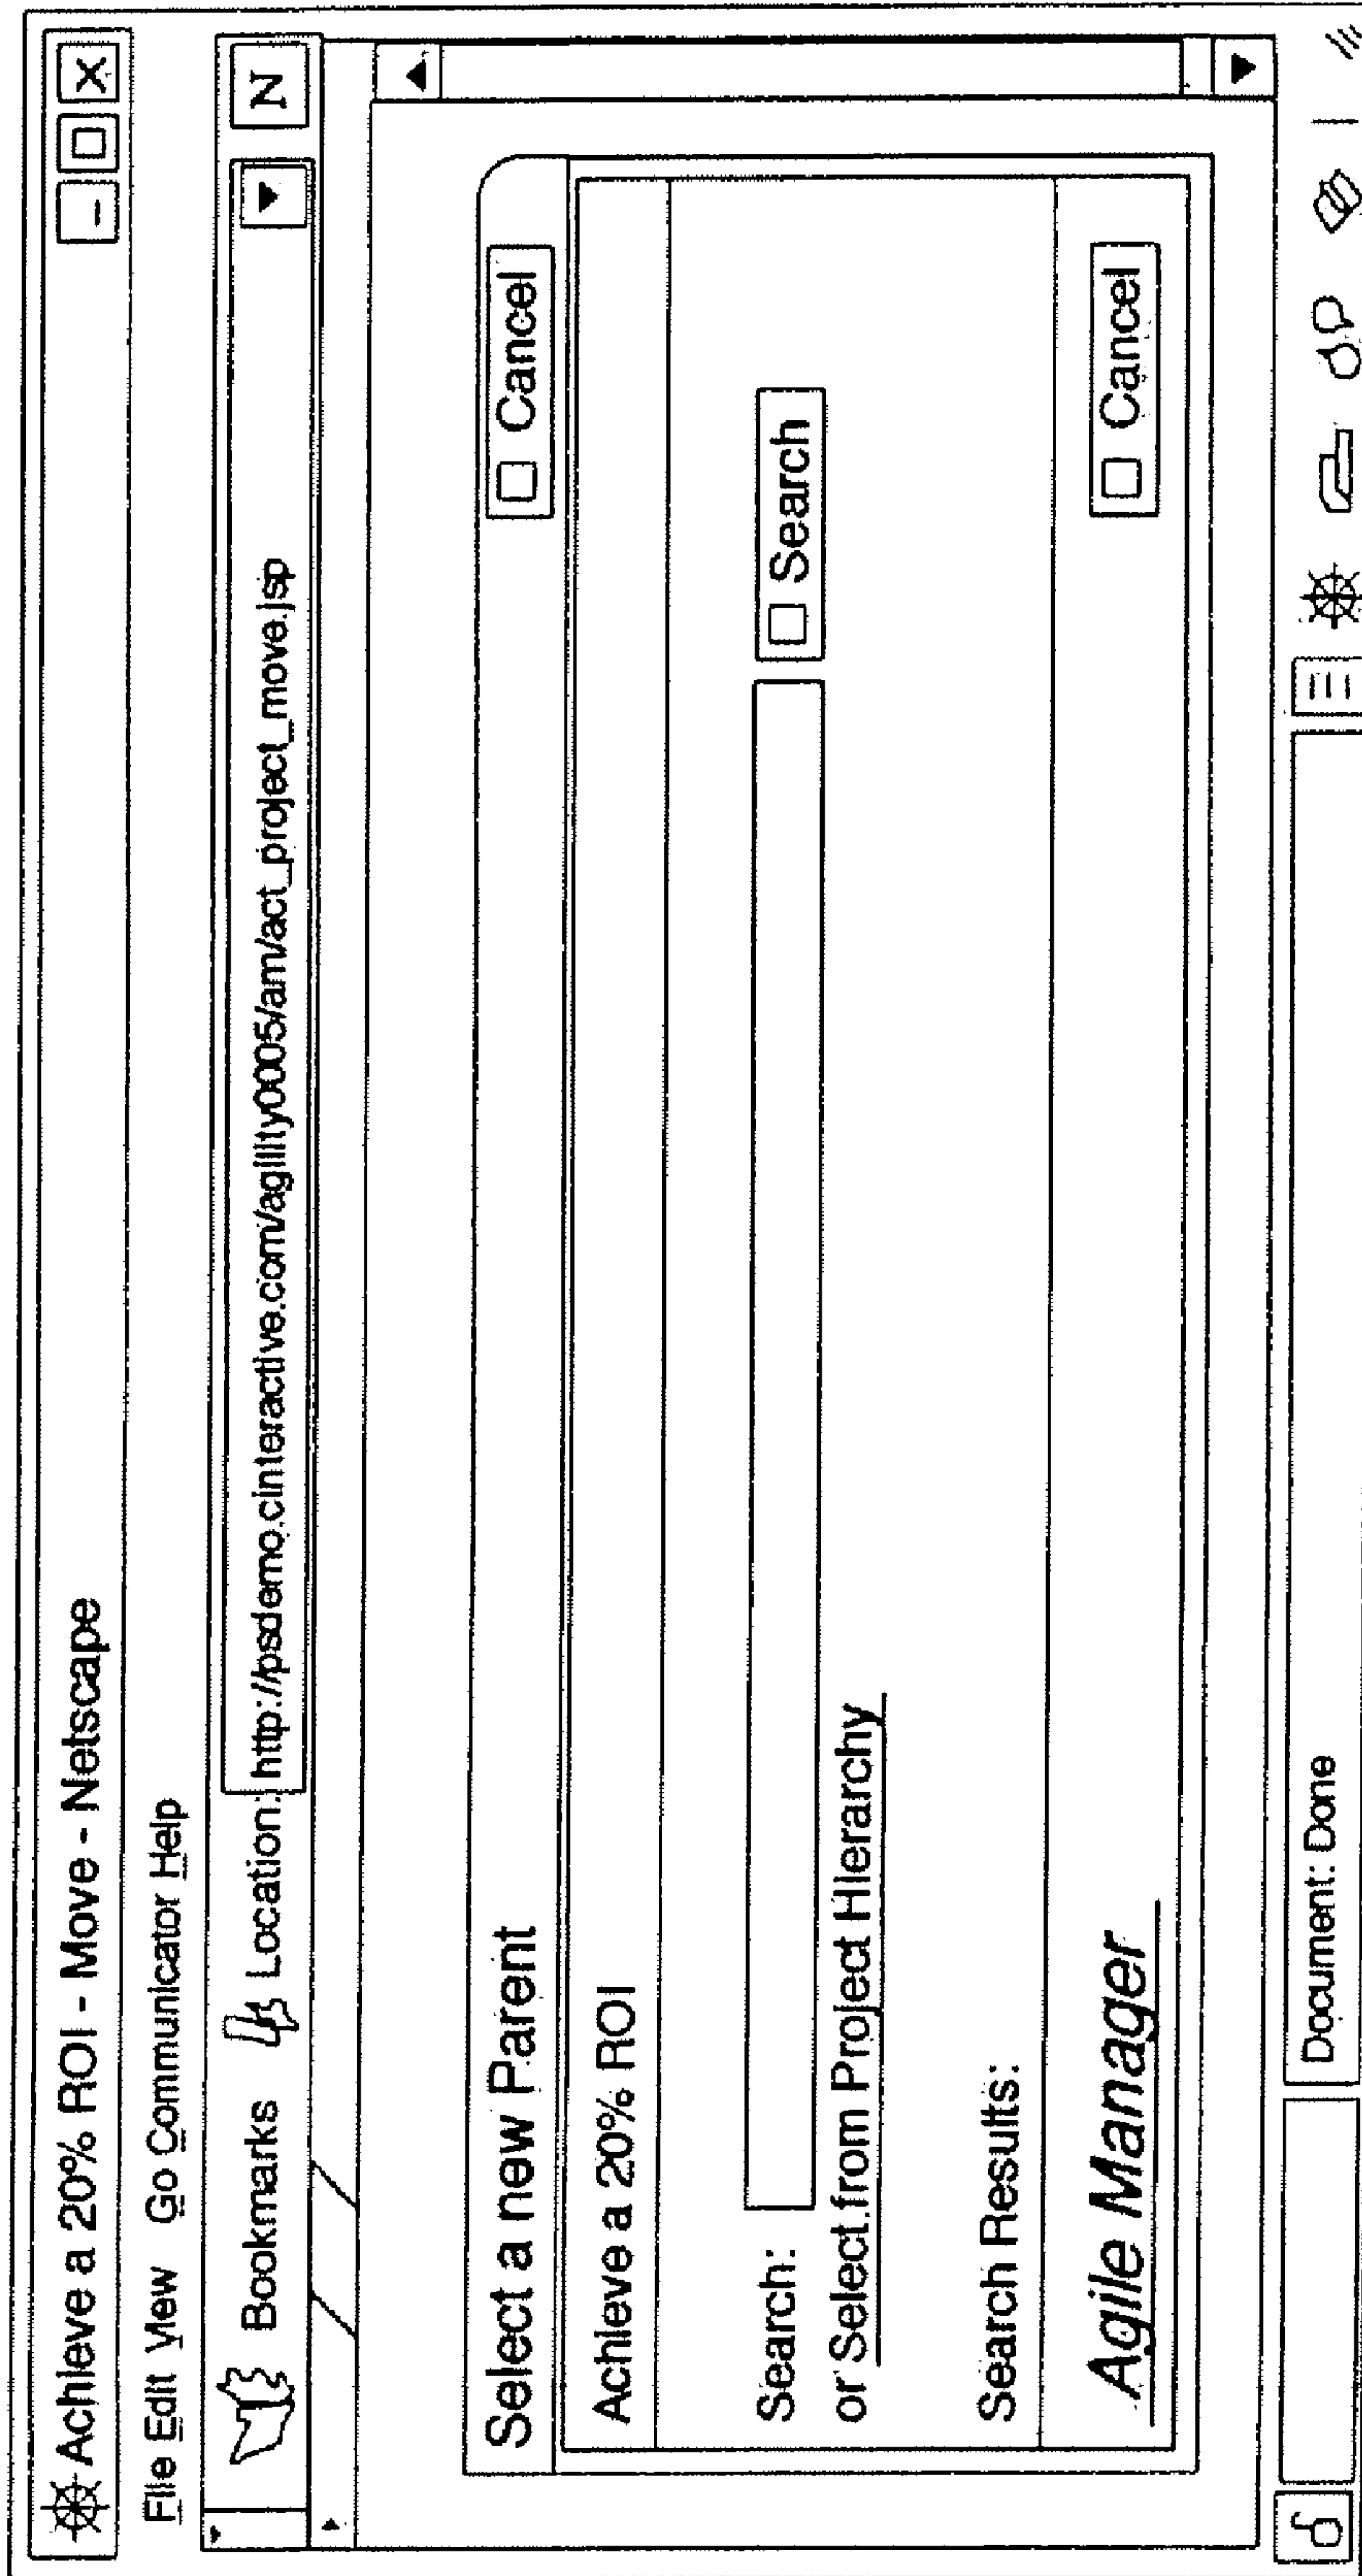 Achieve a 20% ROI - Move - Netscape
File Edit View Go Communicator Help
Bookmarks Location: http://psdemo.cinteractive.com/agility0005/am/act_project_move.jsp N
Select a new Parent Cancel
Achieve a 20% ROI
Search: Search
or Select from Project Hierarchy
Search Results:
Agile Manager Cancel
Document: Done